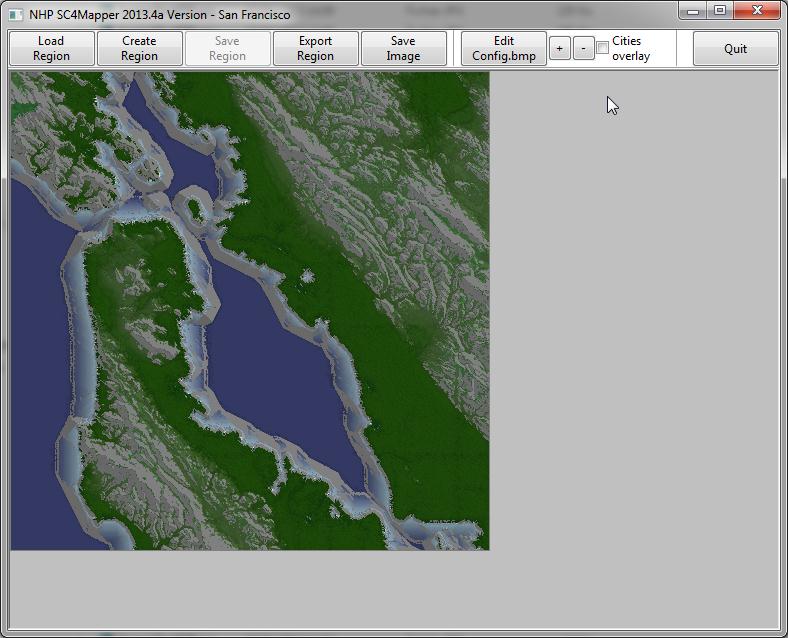 NHP SC4Mapper 2013.4a Version - San Francisco
Load
Region
Create
Region
Save
Region
Export
Region
Save
Image
Edit
Config.bmp
+
-
Cities
overlay
Quit